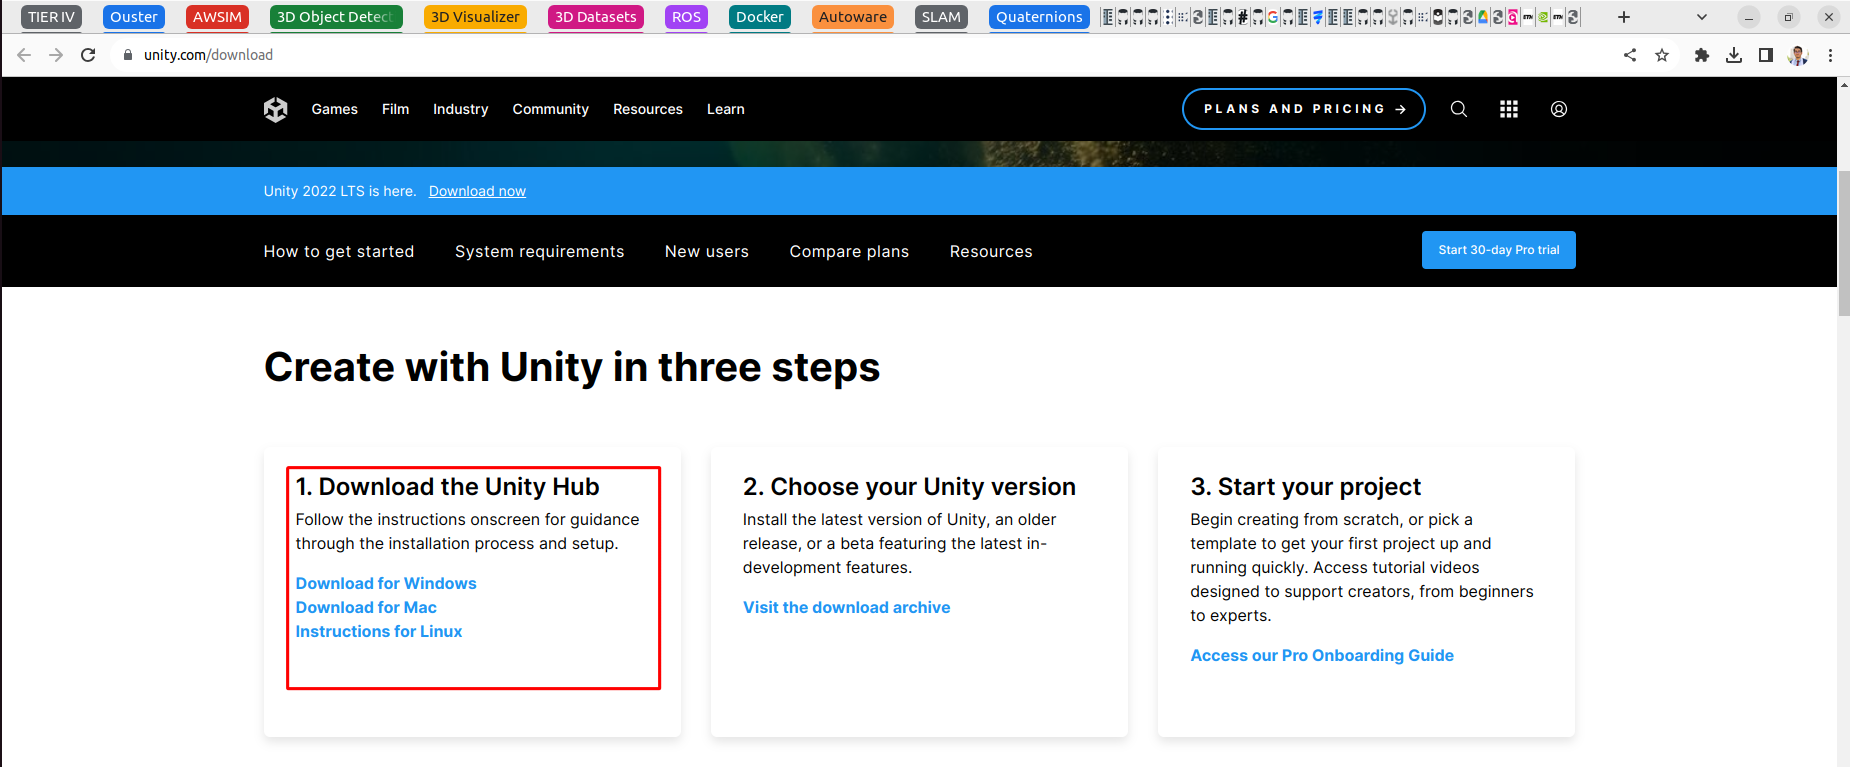 TIER IV
Ouster
AWSIM
3D Object Detect
3D Visualizer
3D Datasets
ROS
Docker
Autoware
SLAM
Quaternions
unity.com/download
Games
Film
Industry
Community
Resources
Learn
PLANS AND PRICING →
Unity 2022 LTS is here. Download now
How to get started
System requirements
New users
Compare plans
Resources
Start 30-day Pro trial
Create with Unity in three steps
1. Download the Unity Hub
Follow the instructions onscreen for guidance
through the installation process and setup.
Download for Windows
Download for Mac
Instructions for Linux
2. Choose your Unity version
Install the latest version of Unity, an older
release, or a beta featuring the latest in-
development features.
Visit the download archive
3. Start your project
Begin creating from scratch, or pick a
template to get your first project up and
running quickly. Access tutorial videos
designed to support creators, from beginners
to experts.
Access our Pro Onboarding Guide